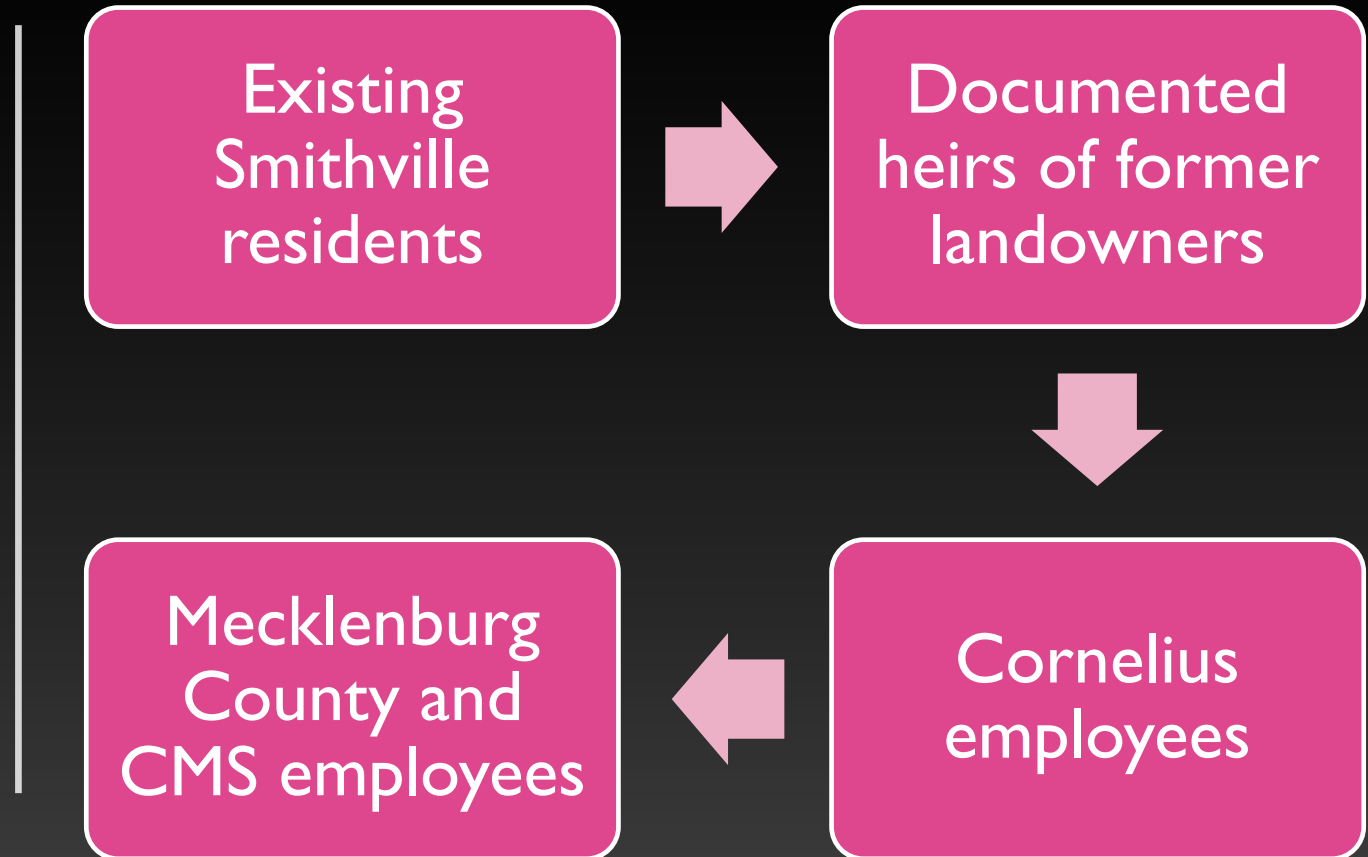 Existing
Smithville
residents
Documented
heirs of former
landowners
Cornelius
employees
Mecklenburg
County and
CMS employees